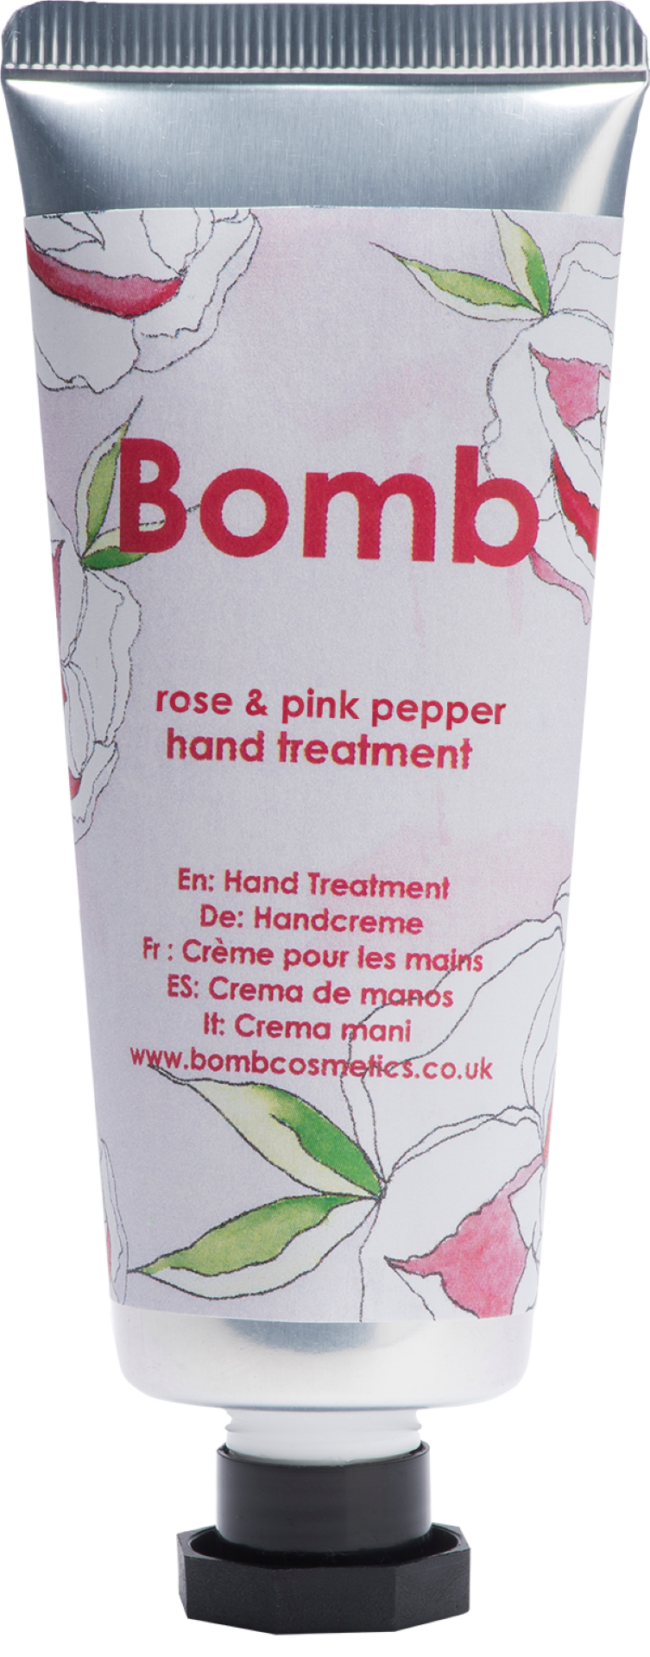 Bomb
rose & pink pepper
hand treatment
En: Hand Treatment
De: Handcreme
Fr : Crème pour les mains
ES: Crema de manos
It: Crema mani
www.bombcosmetics.co.uk